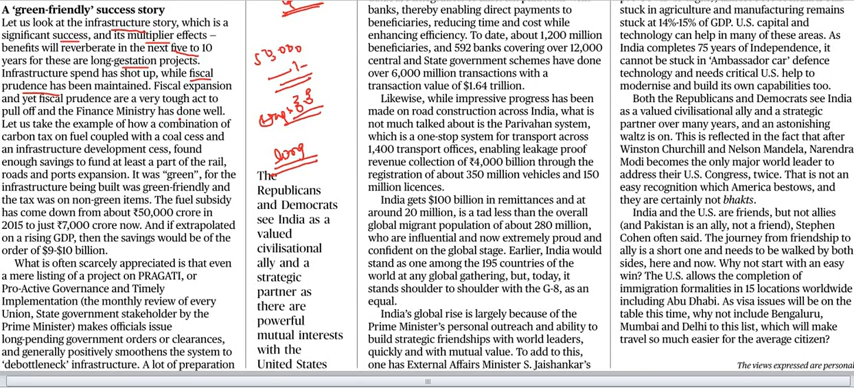 A ‘green-friendly’ success story
Let us look at the infrastructure story, which is a
significant success, and its multiplier effects —
benefits will reverberate in the next five to 10
years for these are long-gestation projects.
Infrastructure spend has shot up, while fiscal
prudence has been maintained. Fiscal expansion
and yet fiscal prudence are a very tough act to
pull off and the Finance Ministry has done well.
Let us take the example of how a combination of
carbon tax on fuel coupled with a coal cess and
an infrastructure development cess, found
enough savings to fund at least a part of the rail,
roads and ports expansion. It was “green”, for the
infrastructure being built was green-friendly and
the tax was on non-green items. The fuel subsidy
has come down from about ₹50,000 crore in
2015 to just ₹7,000 crore now. And if extrapolated
on a rising GDP, then the savings would be of the
order of $9-$10 billion.
What is often scarcely appreciated is that even
a mere listing of a project on PRAGATI, or
Pro-Active Governance and Timely
Implementation (the monthly review of every
Union, State government stakeholder by the
Prime Minister) makes officials issue
long-pending government orders or clearances,
and generally positively smoothens the system to
‘debottleneck’ infrastructure. A lot of preparation
50,000
long
The
Republicans
and Democrats
see India as a
valued
civilisational
ally and a
strategic
partner as
there are
powerful
mutual interests
with the
United States
banks, thereby enabling direct payments to
beneficiaries, reducing time and cost while
enhancing efficiency. To date, about 1,200 million
beneficiaries, and 592 banks covering over 12,000
central and State government schemes have done
over 6,000 million transactions with a
transaction value of $1.64 trillion.
Likewise, while impressive progress has been
made on road construction across India, what is
not much talked about is the Parivahan system,
which is a one-stop system for transport across
1,400 transport offices, enabling leakage proof
revenue collection of ₹4,000 billion through the
registration of about 350 million vehicles and 150
million licences.
India gets $100 billion in remittances and at
around 20 million, is a tad less than the overall
global migrant population of about 280 million,
who are influential and now extremely proud and
confident on the global stage. Earlier, India would
stand as one among the 195 countries of the
world at any global gathering, but, today, it
stands shoulder to shoulder with the G-8, as an
equal.
India’s global rise is largely because of the
Prime Minister’s personal outreach and ability to
build strategic friendships with world leaders,
quickly and with mutual value. To add to this,
one has External Affairs Minister S. Jaishankar’s
stuck in agriculture and manufacturing remains
stuck at 14%-15% of GDP. U.S. capital and
technology can help in many of these areas. As
India completes 75 years of Independence, it
cannot be stuck in ‘Ambassador car’ defence
technology and needs critical U.S. help to
modernise and build its own capabilities too.
Both the Republicans and Democrats see India
as a valued civilisational ally and a strategic
partner over many years, and an astonishing
waltz is on. This is reflected in the fact that after
Winston Churchill and Nelson Mandela, Narendra
Modi becomes the only major world leader to
address their U.S. Congress, twice. That is not an
easy recognition which America bestows, and
they are certainly not bhakts.
India and the U.S. are friends, but not allies
(and Pakistan is an ally, not a friend), Stephen
Cohen often said. The journey from friendship to
ally is a short one and needs to be walked by both
sides, here and now. Why not start with an easy
win? The U.S. allows the completion of
immigration formalities in 15 locations worldwide
including Abu Dhabi. As visa issues will be on the
table this time, why not include Bengaluru,
Mumbai and Delhi to this list, which will make
travel so much easier for the average citizen?
The views expressed are personal